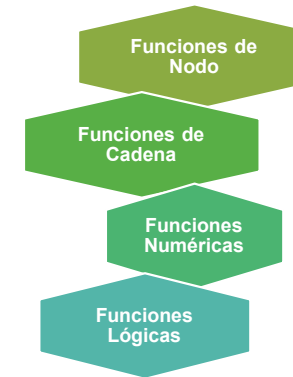 Funciones de
Nodo
Funciones de
Cadena
Funciones
Numéricas
Funciones
Lógicas